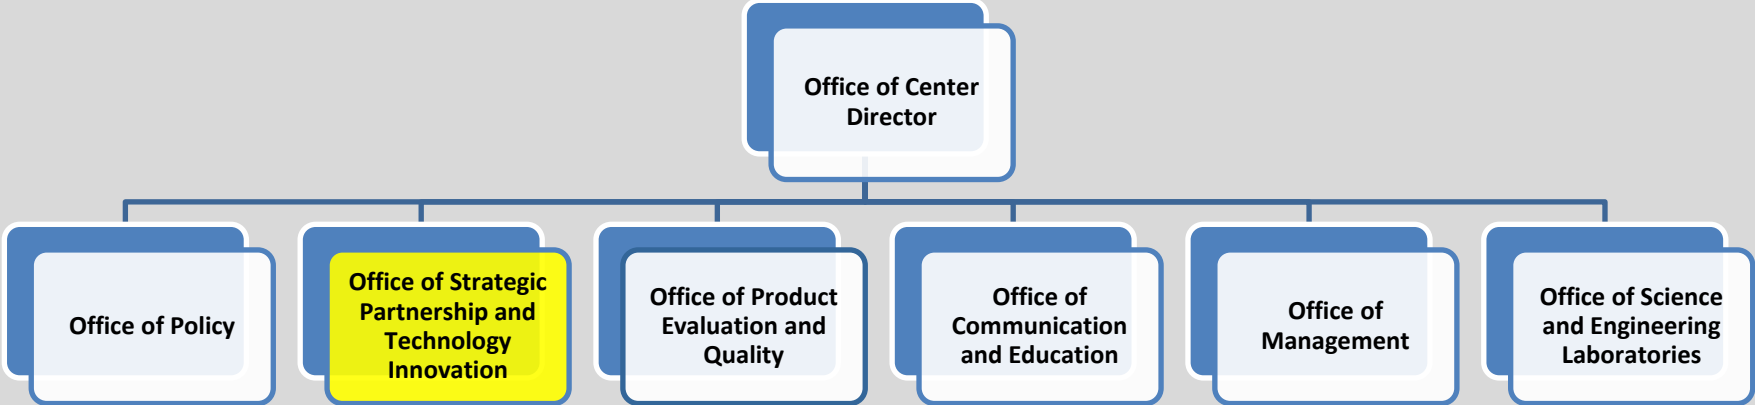 Office of Center
Director
Office of Policy
Office of Strategic
Partnership and
Technology
Innovation
Office of Product
Evaluation and
Quality
Office of
Communication
and Education
Office of
Management
Office of Science
and Engineering
Laboratories